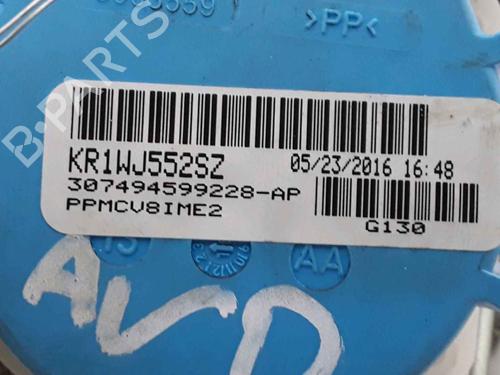 >PP<
B-PARTS
KR1WJ552SZ 05/23/2016 16:48
307494599228-AP
PPMCV8IME2
G130
AA
AVD